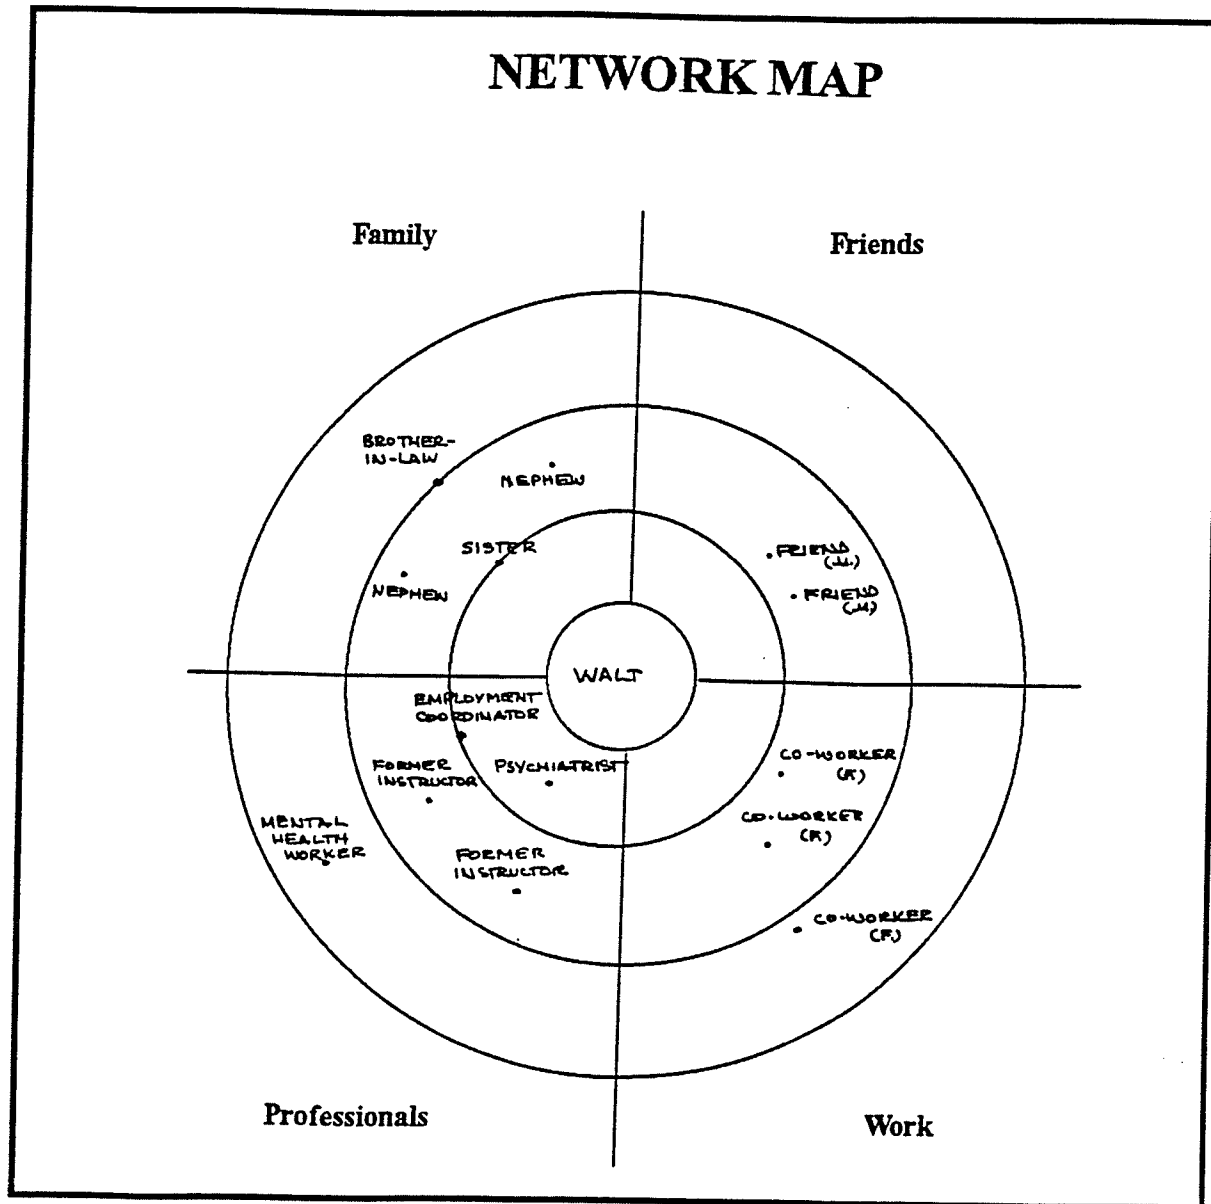 NETWORK MAP
Family
Friends
BROTHER-
IN-LAW
NEPHEW
SISTER
NEPHEW
FRIEND
(M.)
FRIEND
(M)
WALT
EMPLOYMENT
COORDINATOR
FORMER
INSTRUCTOR
PSYCHIATRIST
MENTAL
HEALTH
WORKER
FORMER
INSTRUCTOR
CO-WORKER
(F)
CO-WORKER
(F)
CO-WORKER
(F)
Professionals
Work